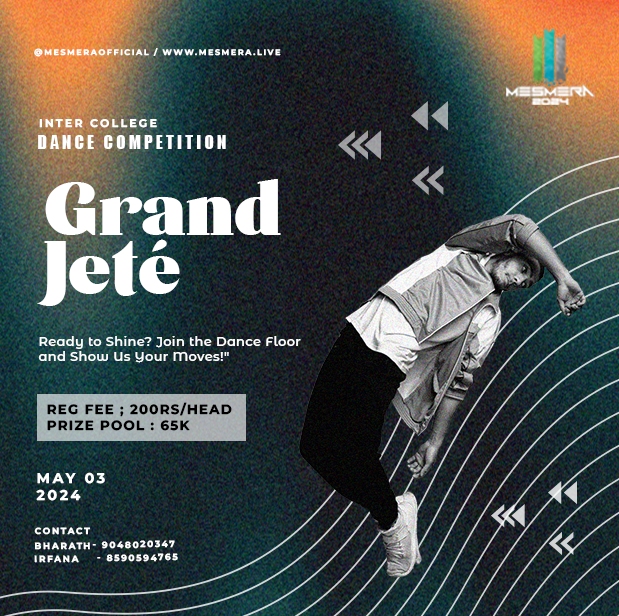 @MESMERAOFFICIAL / WWW.MESMERA.LIVE
MESMERA
2024
INTER COLLEGE
DANCE COMPETITION
Grand
Jeté
Ready to Shine? Join the Dance Floor
and Show Us Your Moves!"
REG FEE ; 200RS/HEAD
PRIZE POOL : 65K
MAY 03
2024
CONTACT
BHARATH - 9048020347
IRFANA - 8590594765